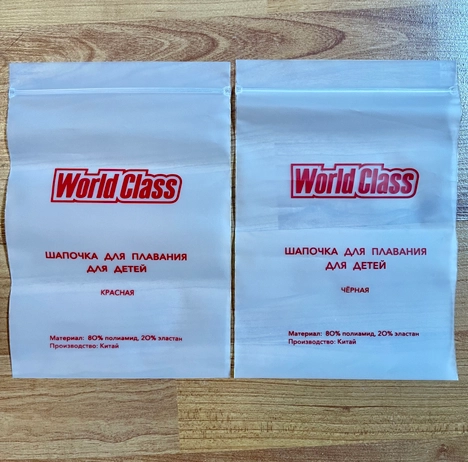 World Class
ШАПОЧКА ДЛЯ ПЛАВАНИЯ
ДЛЯ ДЕТЕЙ
КРАСНАЯ
Материал: 80% полиамид, 20% эластан
Производство: Китай
World Class
ШАПОЧКА ДЛЯ ПЛАВАНИЯ
ДЛЯ ДЕТЕЙ
ЧЁРНАЯ
Материал: 80% полиамид, 20% эластан
Производство: Китай